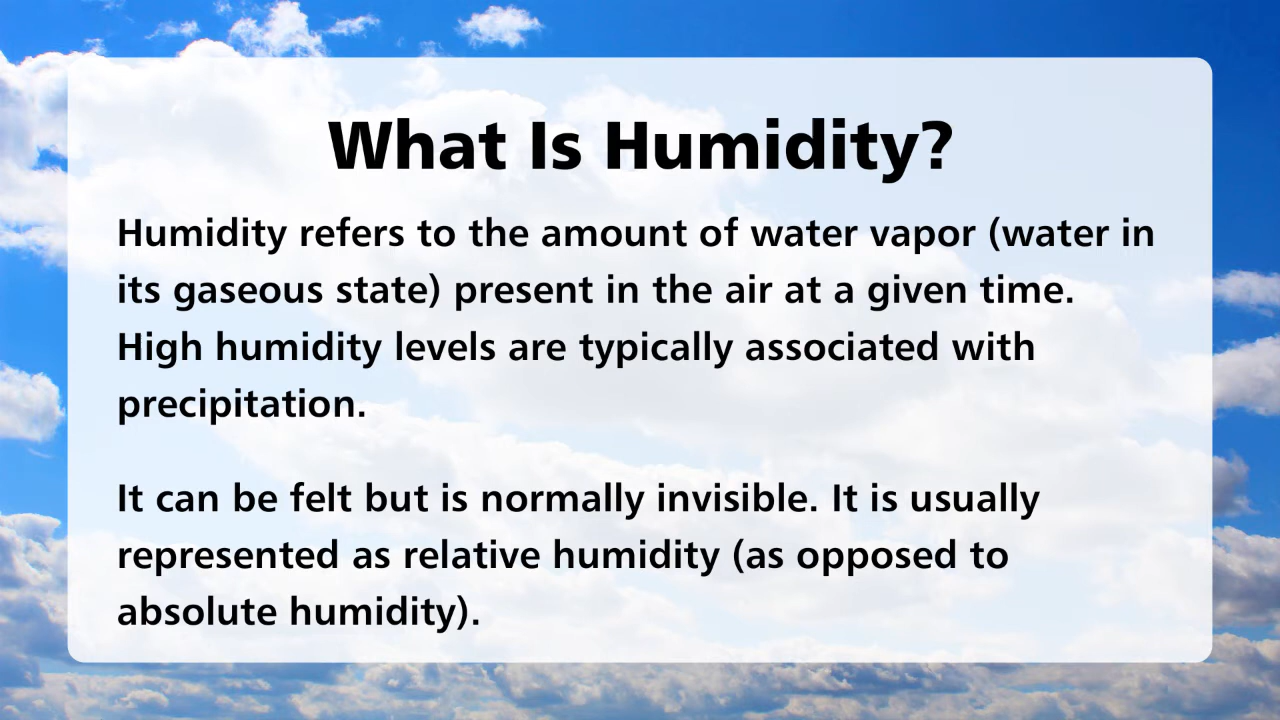 What Is Humidity?
Humidity refers to the amount of water vapor (water in
its gaseous state) present in the air at a given time.
High humidity levels are typically associated with
precipitation.
It can be felt but is normally invisible. It is usually
represented as relative humidity (as opposed to
absolute humidity).